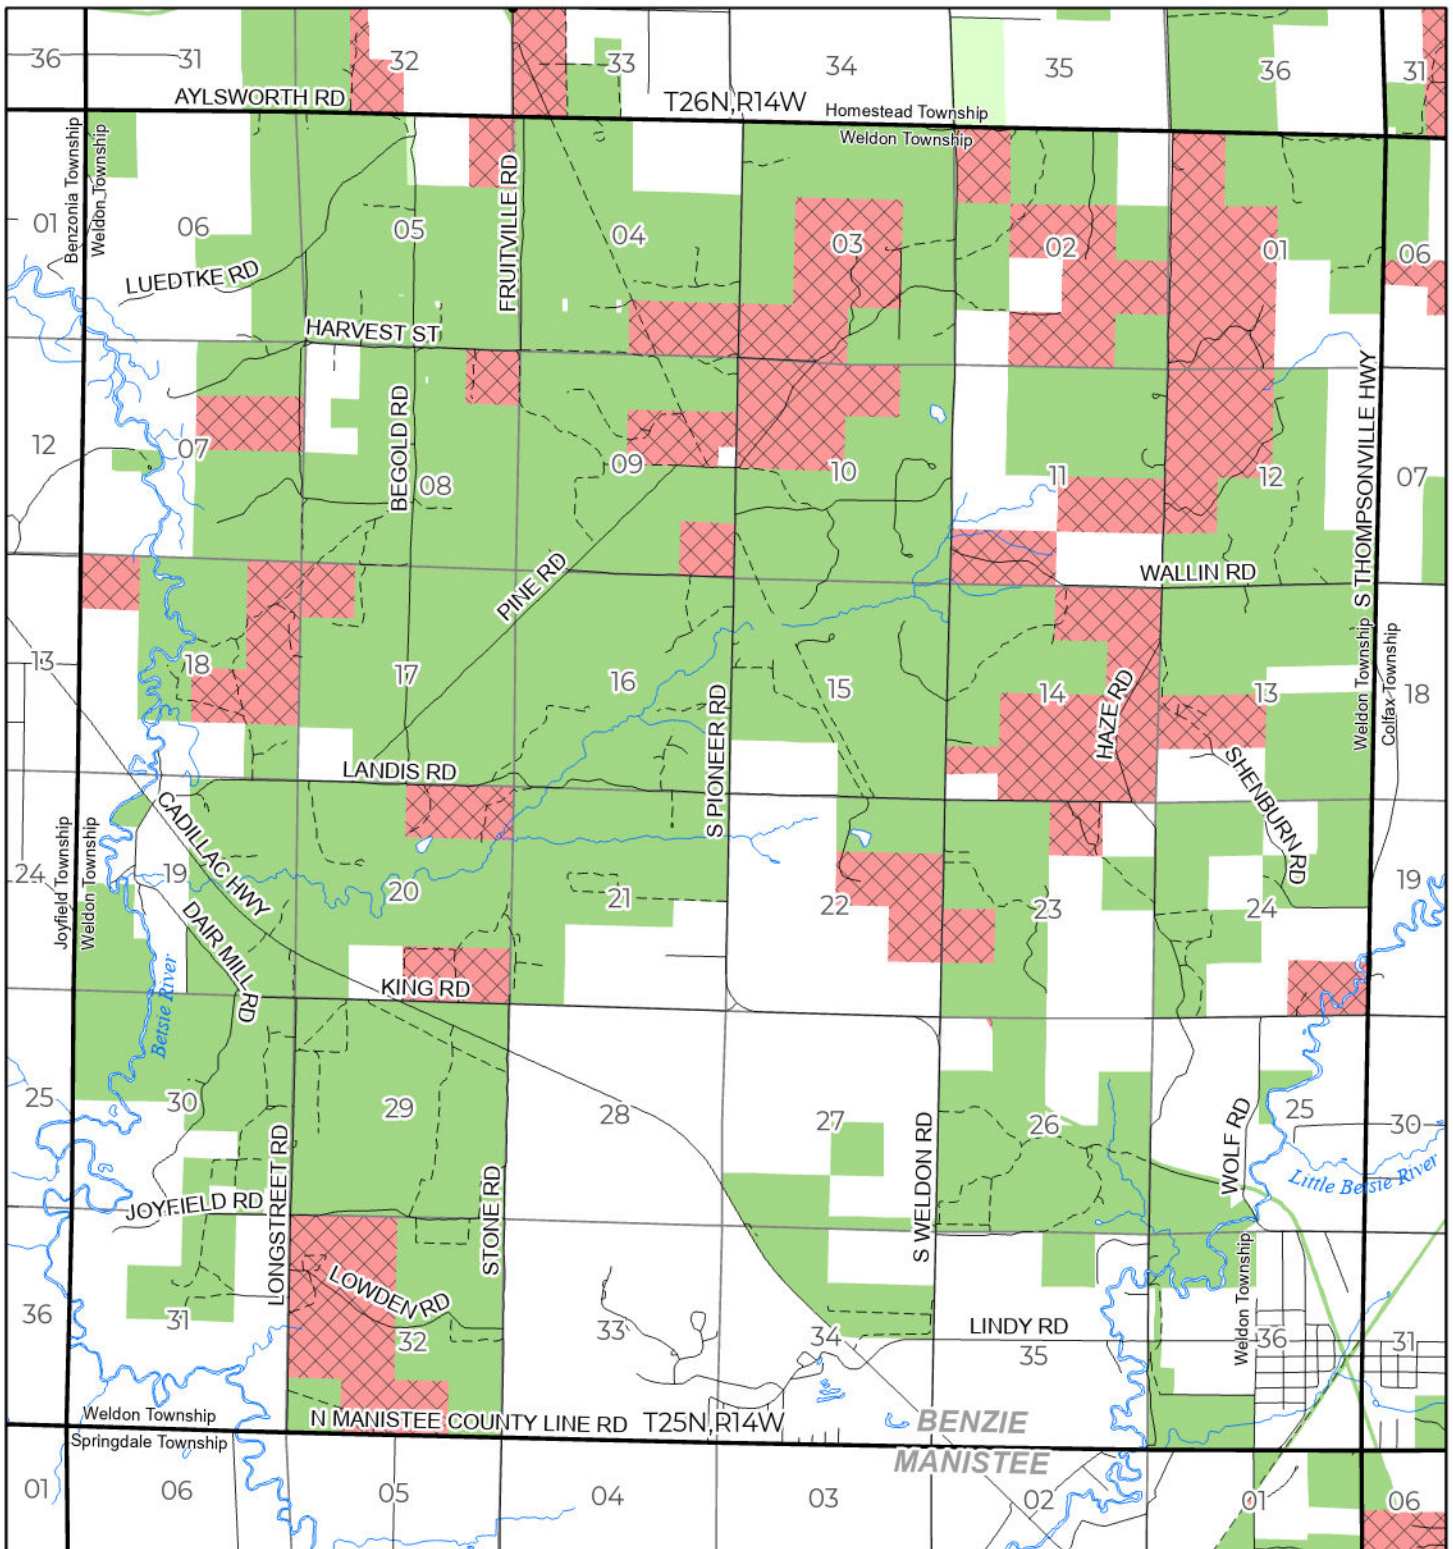 36
31
32
33
34
35
36
31
AYLSWORTH RD
T26N,R14W
Homestead Township
Weldon Township
Benzonia Township
Weldon Township
FRUITVILLE RD
01
06
05
04
03
02
01
06
LUEDTKE RD
HARVEST ST
S THOMPSONVILLE HWY
BEGOLD RD
12
07
08
09
10
11
12
07
PINE RD
WALLIN RD
Weldon Township
Colfax Township
13
18
17
16
15
14
13
18
S PIONEER RD
HAZE RD
LANDIS RD
SHENBURN RD
CADILLAC HWY
Joyfield Township
Weldon Township
24
19
20
21
22
23
24
19
DAIR MILL RD
KING RD
Betsie River
25
30
29
28
27
26
25
30
S WELDON RD
WOLF RD
Little Betsie River
LONGSTREET RD
JOYFIELD RD
STONE RD
LOWDEN RD
Weldon Township
36
31
32
33
34
LINDY RD
35
36
31
Weldon Township
Springdale Township
N MANISTEE COUNTY LINE RD
T25N,R14W
BENZIE
MANISTEE
01
06
05
04
03
02
01
06